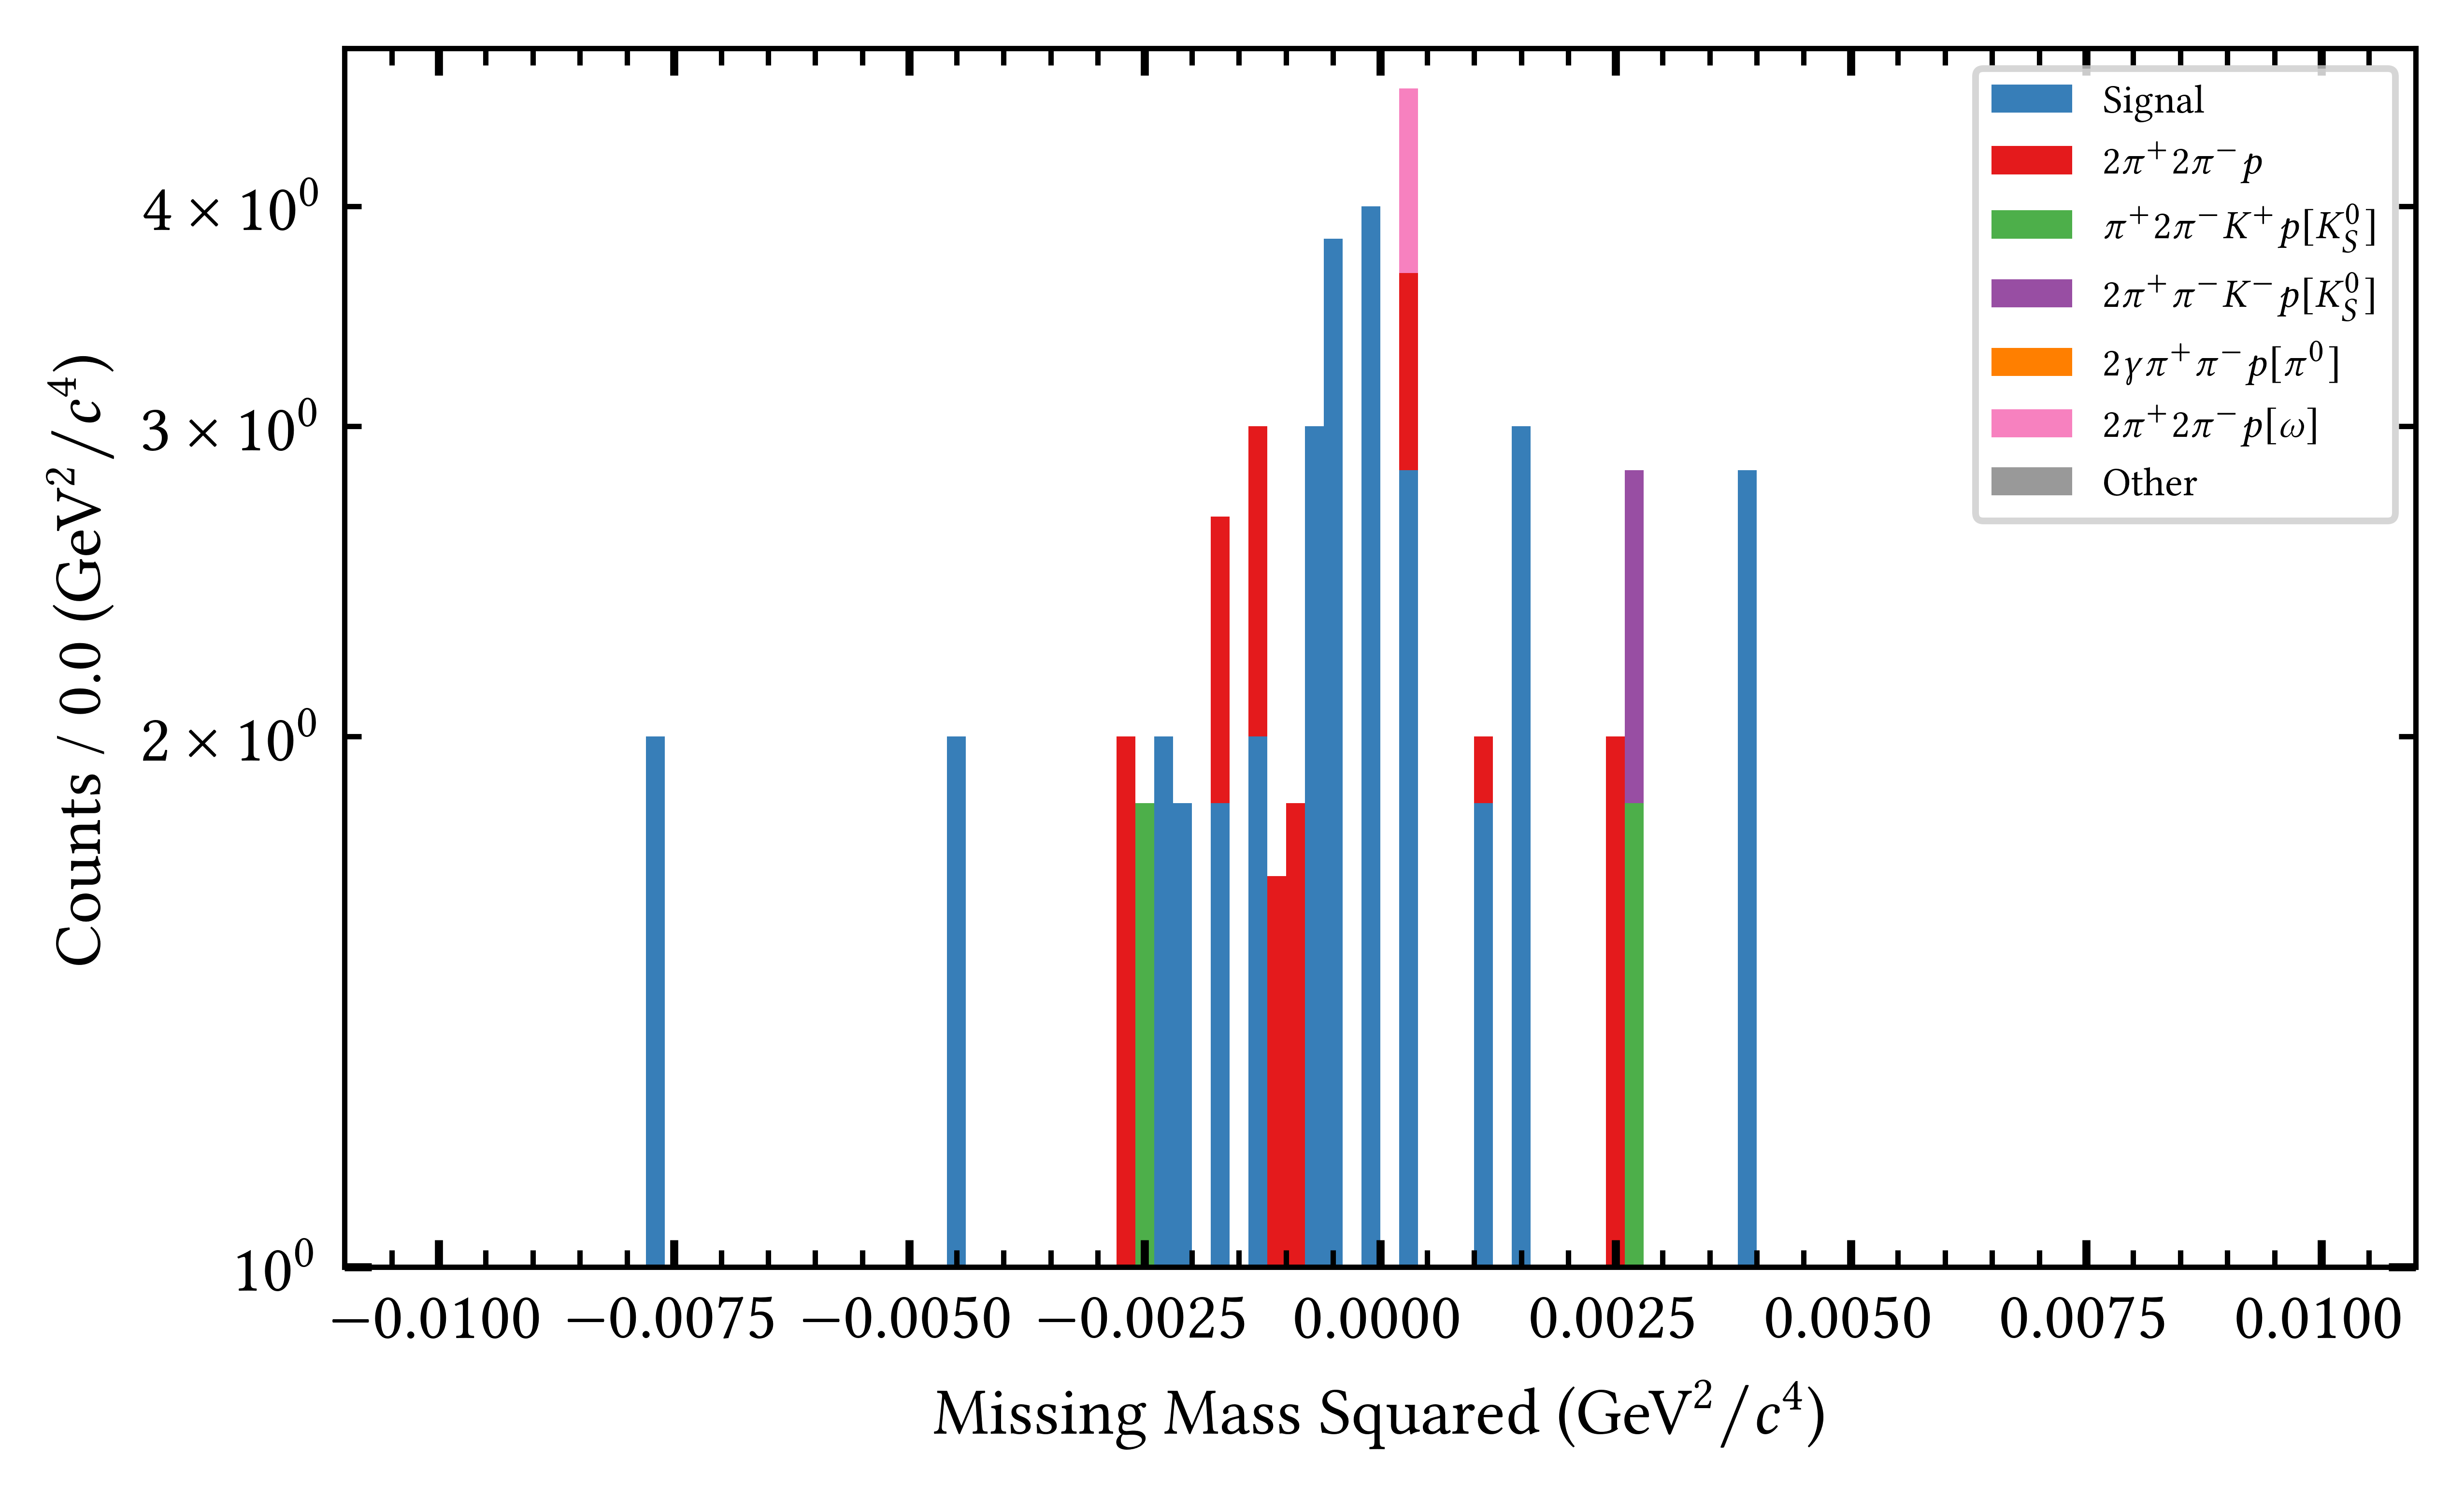 Counts / 0.0 (GeV²/c⁴)
4 × 10⁰
3 × 10⁰
2 × 10⁰
10⁰
−0.0100 −0.0075 −0.0050 −0.0025 0.0000 0.0025 0.0050 0.0075 0.0100
Missing Mass Squared (GeV²/c⁴)
Signal
2π⁺2π⁻p
π⁺2π⁻K⁺p[K⁰_S]
2π⁺π⁻K⁻p[K⁰_S]
2γπ⁺π⁻p[π⁰]
2π⁺2π⁻p[ω]
Other